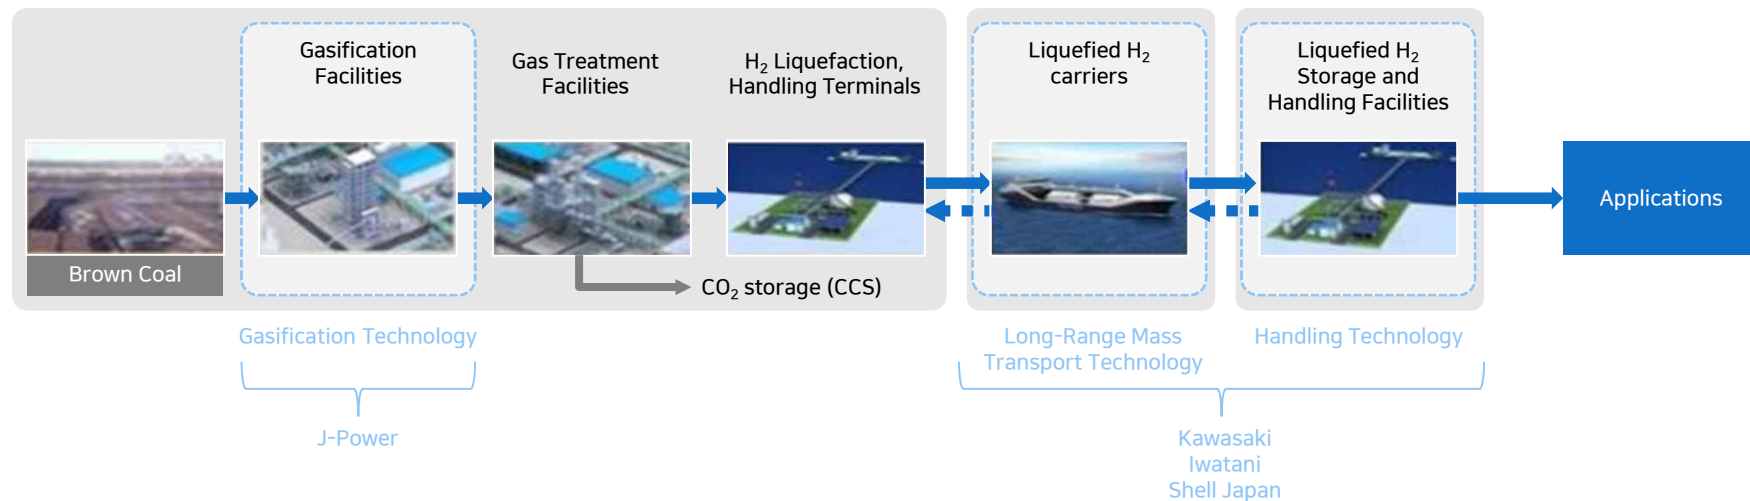 Gasification
Facilities
Gas Treatment
Facilities
H₂ Liquefaction,
Handling Terminals
Liquefied H₂
carriers
Liquefied H₂
Storage and
Handling Facilities
Brown Coal
CO₂ storage (CCS)
Applications
Gasification Technology
Long-Range Mass
Transport Technology
Handling Technology
J-Power
Kawasaki
Iwatani
Shell Japan